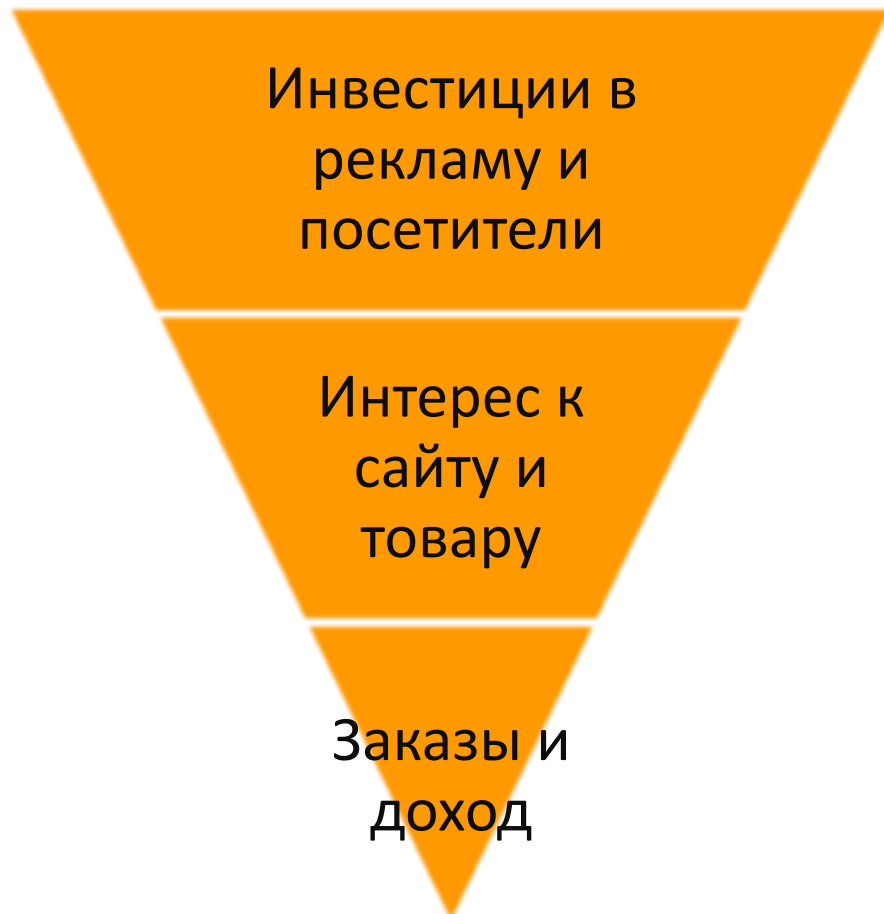 Инвестиции в
рекламу и
посетители
Интерес к
сайту и
товару
Заказы и
доход